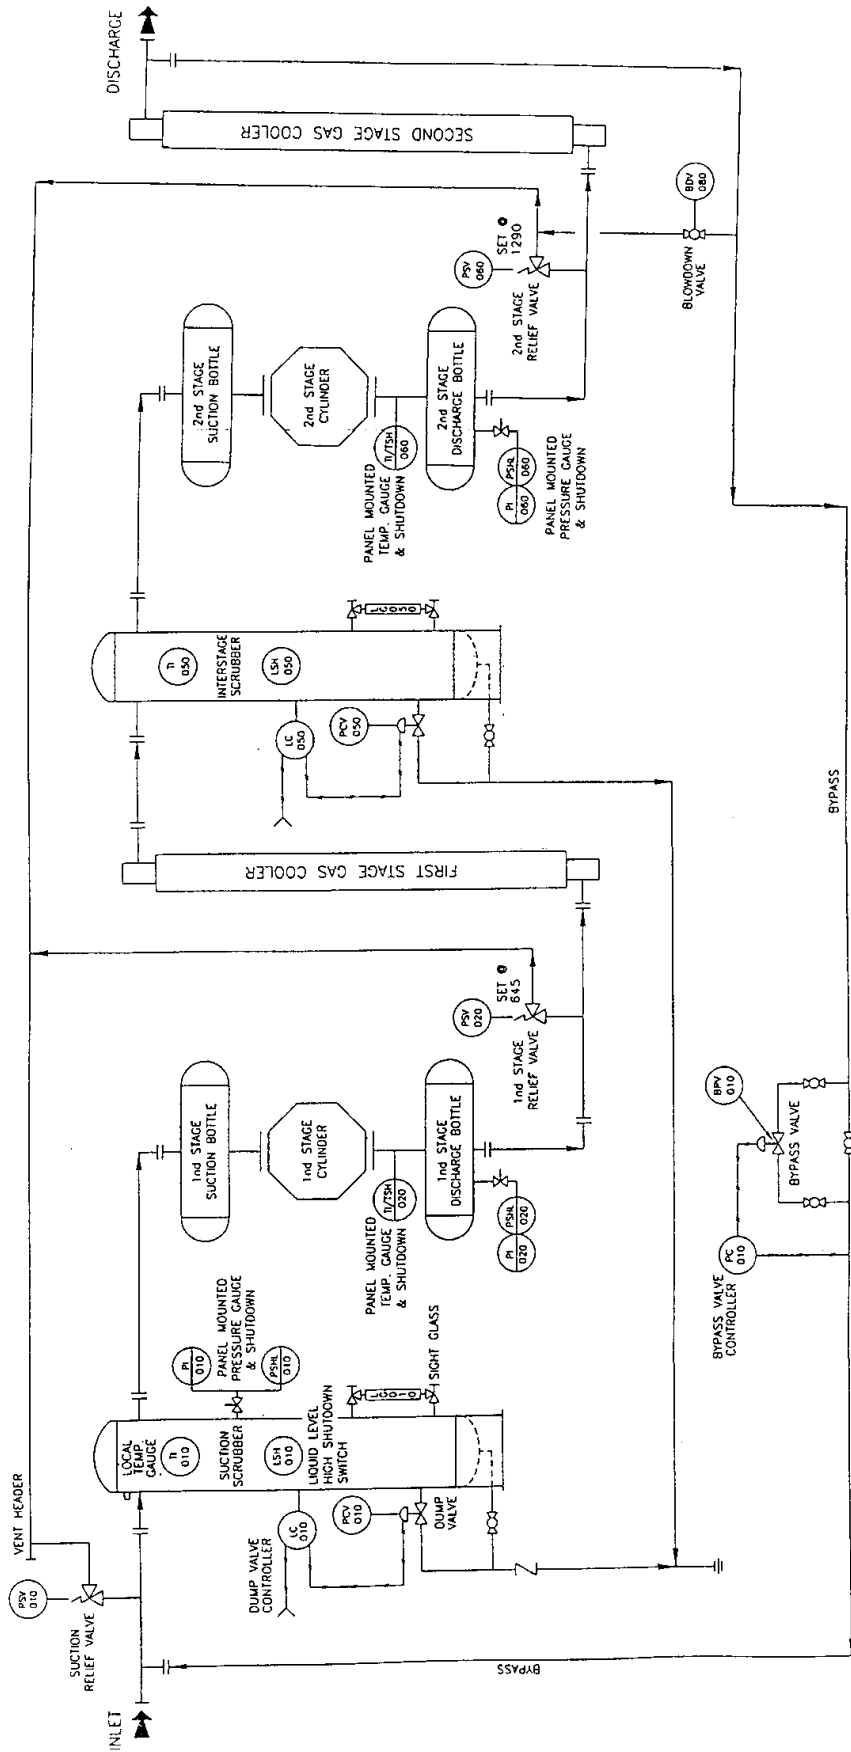 INLET
SUCTION
RELIEF VALVE
PSV
010
VENT HEADER
LOCAL TEMP.
GAUGE
TI
010
SUCTION
SCRUBBER
LSH
010
LIQUID LEVEL
HIGH SHUTDOWN
SWITCH
DUMP VALVE
CONTROLLER
LC
010
PCV
010
DUMP
VALVE
LG010
SIGHT GLASS
PI
010
PSHL
010
PANEL MOUNTED
PRESSURE GAUGE
& SHUTDOWN
1nd STAGE
SUCTION BOTTLE
1nd STAGE
CYLINDER
PANEL MOUNTED
TEMP. GAUGE
& SHUTDOWN
TI/TSH
020
1nd STAGE
DISCHARGE BOTTLE
PI
020
PSHL
020
PSV
020
SET @
645
1nd STAGE
RELIEF VALVE
FIRST STAGE GAS COOLER
TI
050
INTERSTAGE
SCRUBBER
LSH
050
LC
050
PCV
050
LG050
2nd STAGE
SUCTION BOTTLE
2nd STAGE
CYLINDER
PANEL MOUNTED
TEMP. GAUGE
& SHUTDOWN
TI/TSH
060
2nd STAGE
DISCHARGE BOTTLE
PI
060
PSHL
060
PANEL MOUNTED
PRESSURE GAUGE
& SHUTDOWN
PSV
060
SET @
1290
2nd STAGE
RELIEF VALVE
SECOND STAGE GAS COOLER
DISCHARGE
BDV
080
BLOWDOWN
VALVE
BYPASS
BPV
010
BYPASS VALVE
PC
010
BYPASS VALVE
CONTROLLER
BYPASS